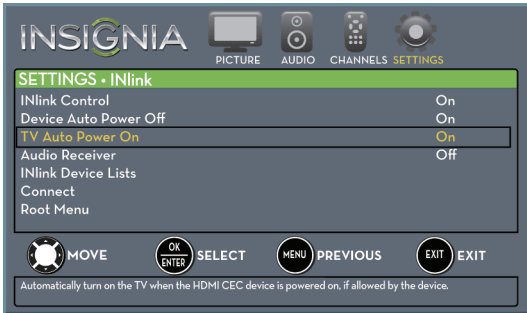 INSIGNIA
PICTURE AUDIO CHANNELS SETTINGS
SETTINGS • INlink
INlink Control On
Device Auto Power Off On
TV Auto Power On On
Audio Receiver Off
INlink Device Lists
Connect
Root Menu
MOVE OK ENTER SELECT MENU PREVIOUS EXIT EXIT
Automatically turn on the TV when the HDMI CEC device is powered on, if allowed by the device.